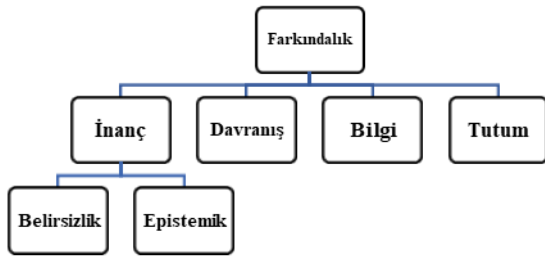 Farkındalık
İnanç
Davranış
Bilgi
Tutum
Belirsizlik
Epistemik